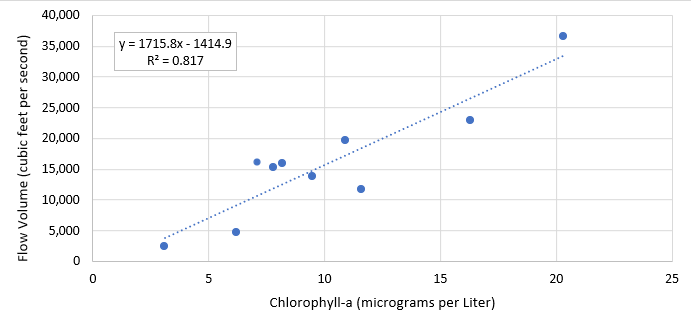 40,000
35,000
30,000
25,000
20,000
15,000
10,000
5,000
0
Flow Volume (cubic feet per second)
y = 1715.8x - 1414.9
R² = 0.817
0 5 10 15 20 25
Chlorophyll-a (micrograms per Liter)